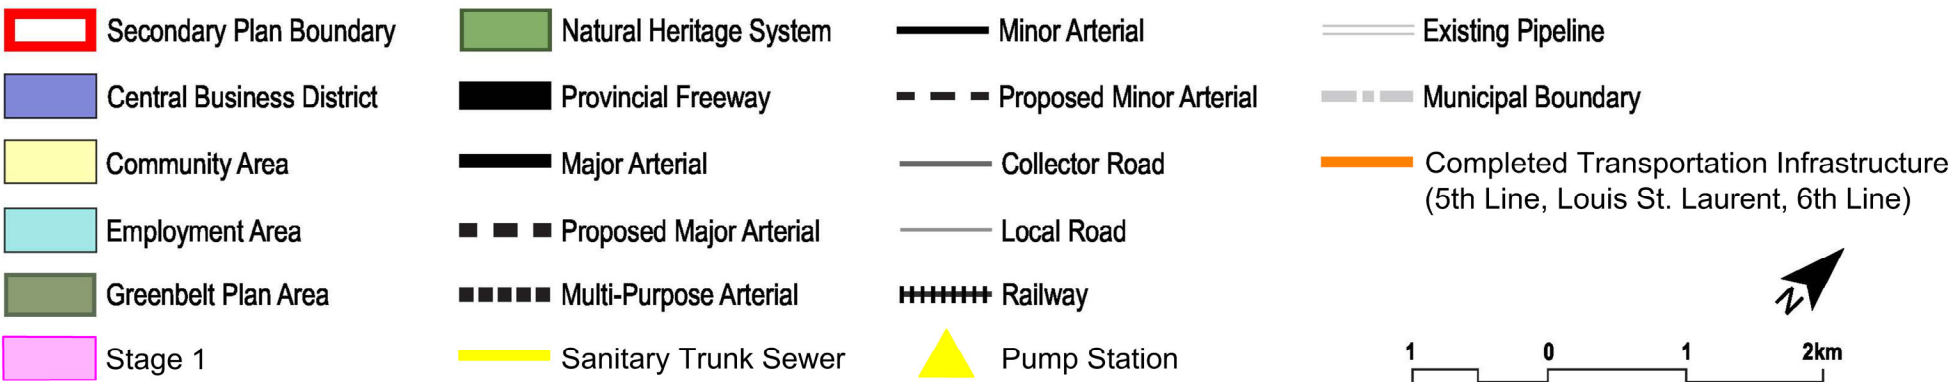 Secondary Plan Boundary
Central Business District
Community Area
Employment Area
Greenbelt Plan Area
Stage 1
Natural Heritage System
Provincial Freeway
Major Arterial
Proposed Major Arterial
Multi-Purpose Arterial
Sanitary Trunk Sewer
Minor Arterial
Proposed Minor Arterial
Collector Road
Local Road
Railway
Pump Station
Existing Pipeline
Municipal Boundary
Completed Transportation Infrastructure
(5th Line, Louis St. Laurent, 6th Line)
N
1 0 1 2km